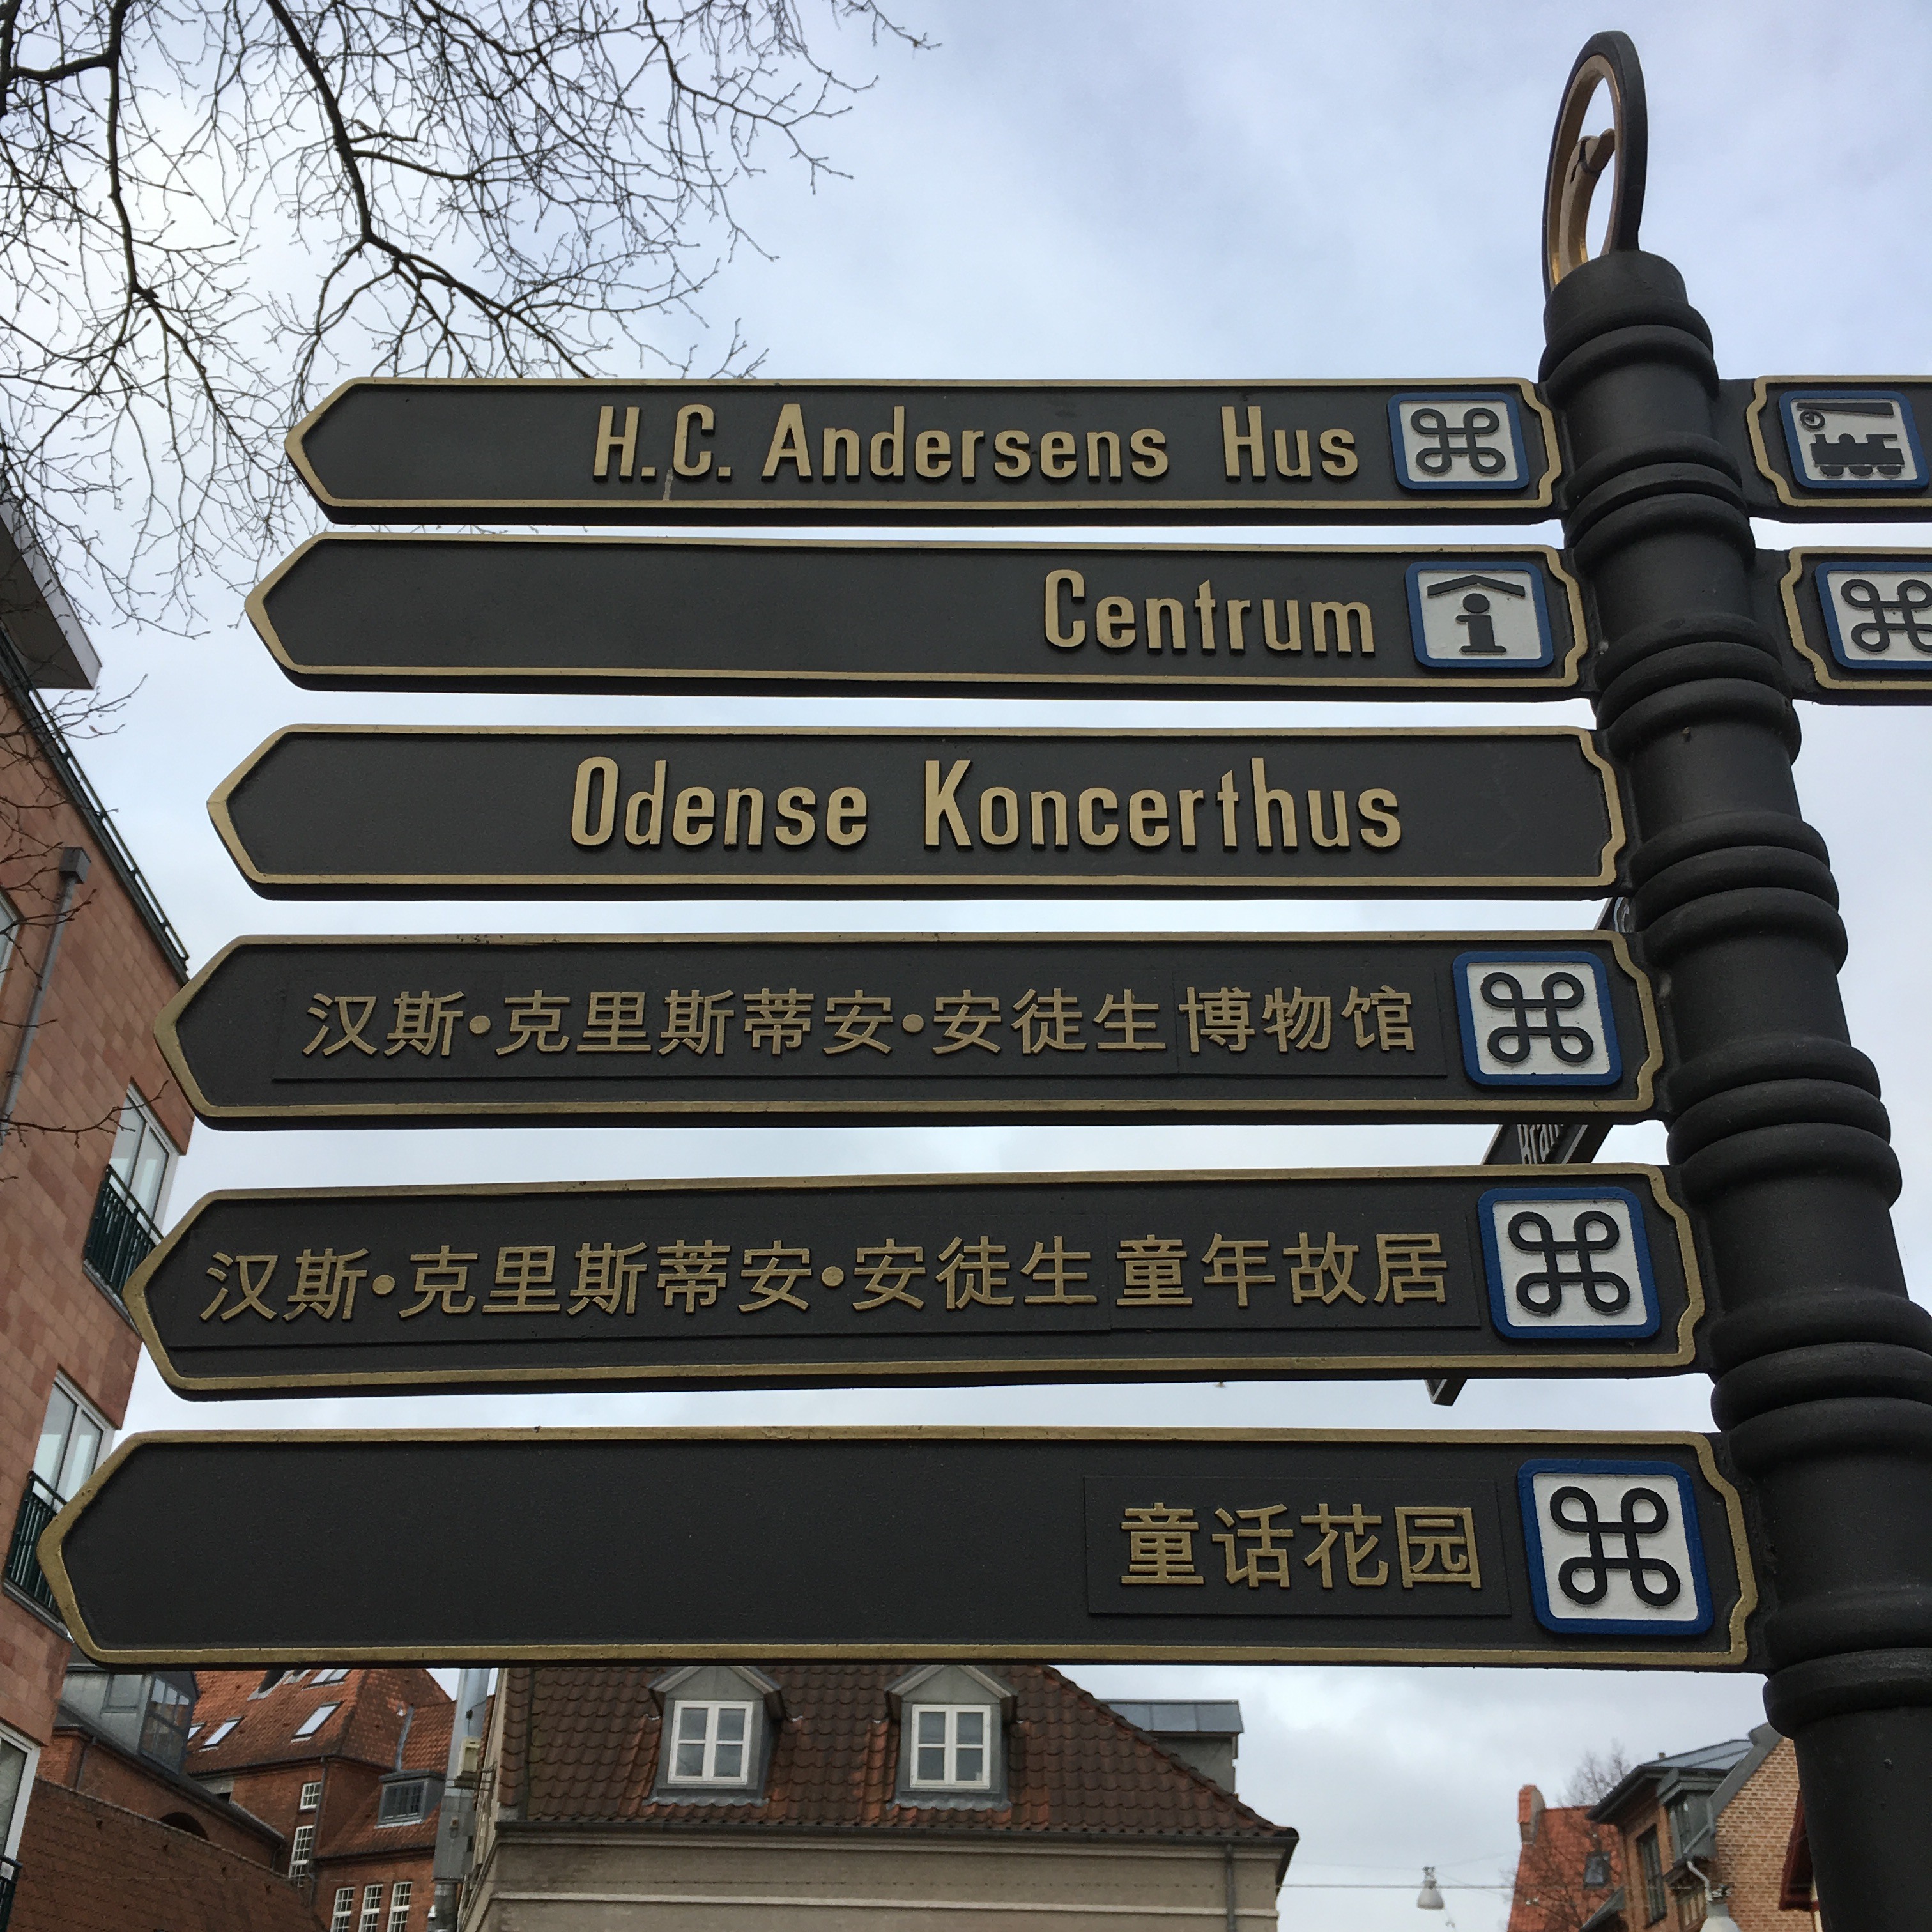 H.C. Andersens Hus
Centrum
Odense Koncerthus
汉斯•克里斯蒂安•安徒生博物馆
汉斯•克里斯蒂安•安徒生童年故居
童话花园